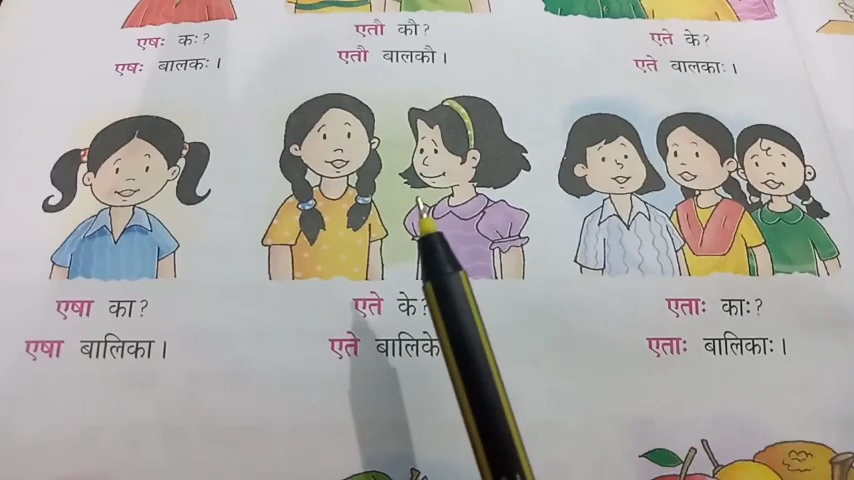 एषः कः?
एतौ कौ?
एते के?
एषः बालकः।
एतौ बालकौ।
एते बालकाः।
एषा का?
एते के?
एताः काः?
एषा बालिका।
एते बालिके
एताः बालिकाः।